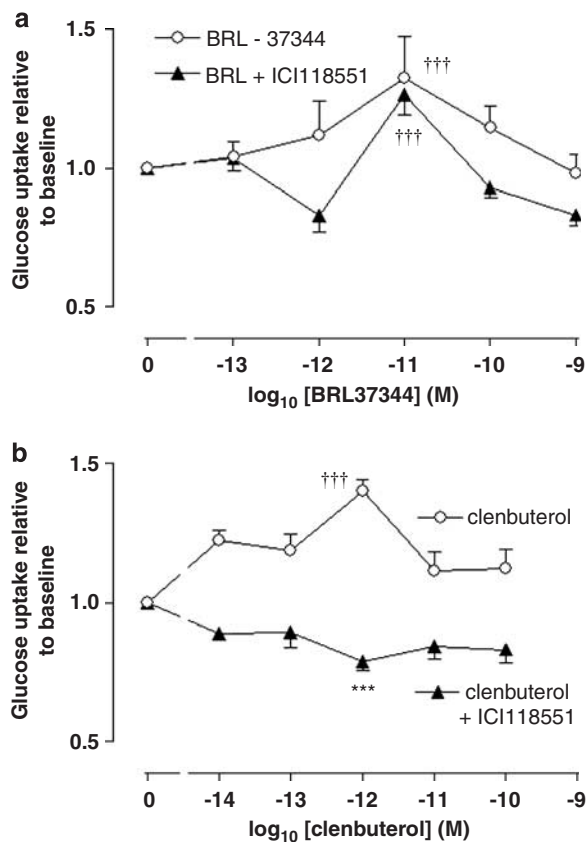 a
1.5
BRL - 37344
BRL + ICI118551
†††
†††
1.0
0.5
Glucose uptake relative
to baseline
0 -13 -12 -11 -10 -9
log10 [BRL37344] (M)
b
1.5
†††
clenbuterol
1.0
clenbuterol
+ ICI118551
***
0.5
Glucose uptake relative
to baseline
0 -14 -13 -12 -11 -10 -9
log10 [clenbuterol] (M)